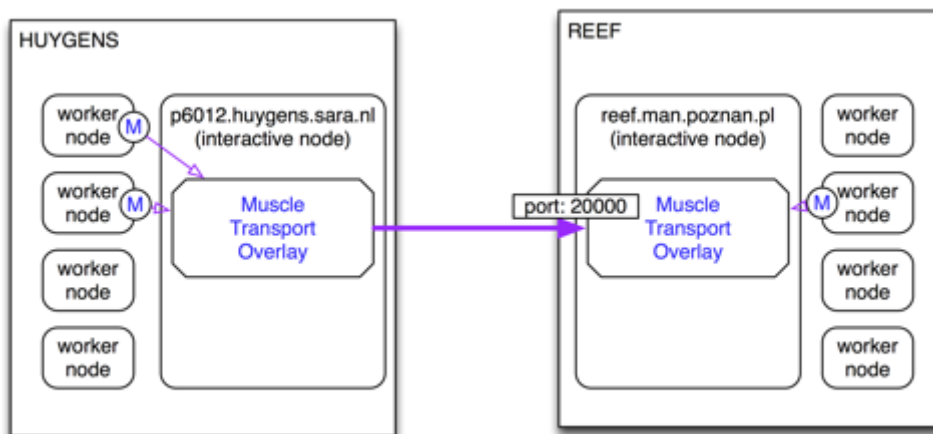 HUYGENS
worker
node
M
worker
node
M
worker
node
worker
node
p6012.huygens.sara.nl
(interactive node)
Muscle
Transport
Overlay
port: 20000
REEF
reef.man.poznan.pl
(interactive node)
Muscle
Transport
Overlay
worker
node
M
worker
node
worker
node
worker
node